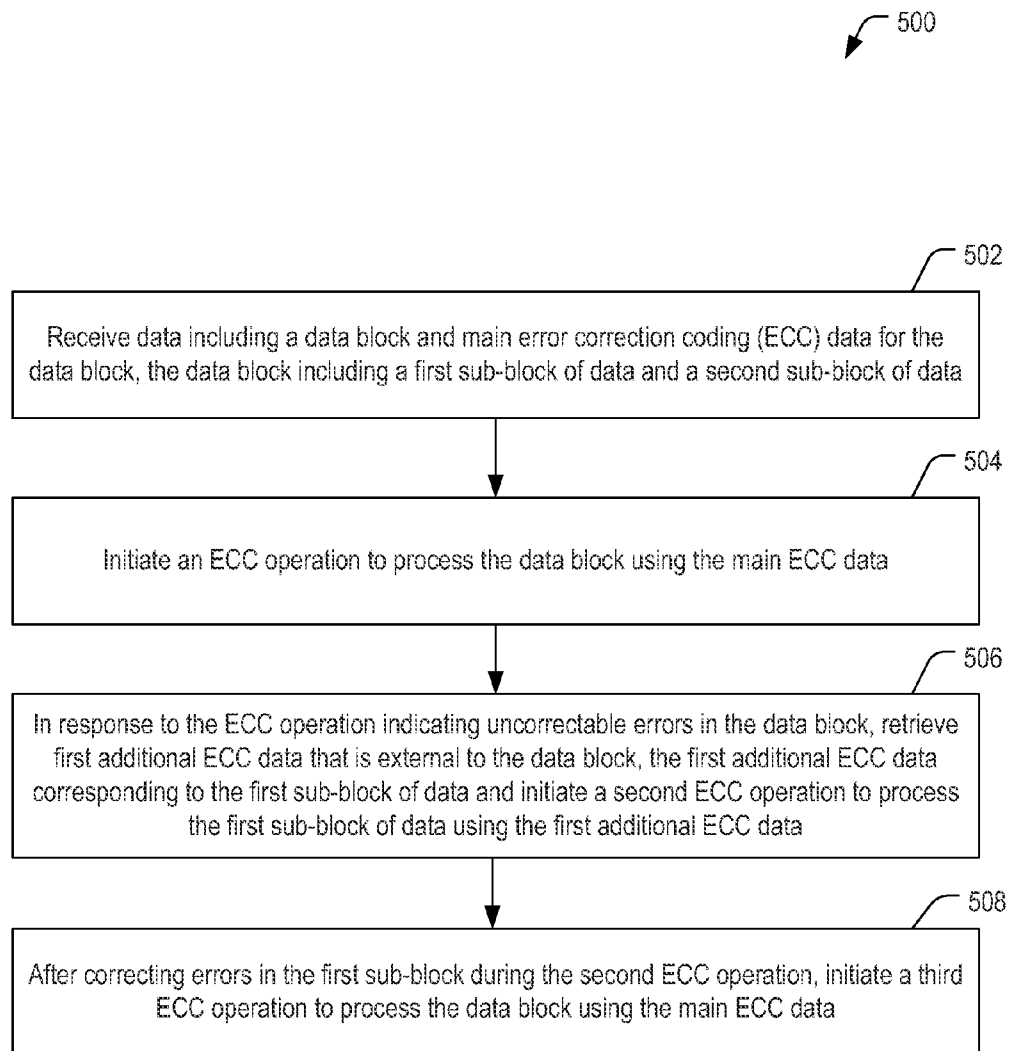 500
502
Receive data including a data block and main error correction coding (ECC) data for the
data block, the data block including a first sub-block of data and a second sub-block of data
504
Initiate an ECC operation to process the data block using the main ECC data
506
In response to the ECC operation indicating uncorrectable errors in the data block, retrieve
first additional ECC data that is external to the data block, the first additional ECC data
corresponding to the first sub-block of data and initiate a second ECC operation to process
the first sub-block of data using the first additional ECC data
508
After correcting errors in the first sub-block during the second ECC operation, initiate a third
ECC operation to process the data block using the main ECC data